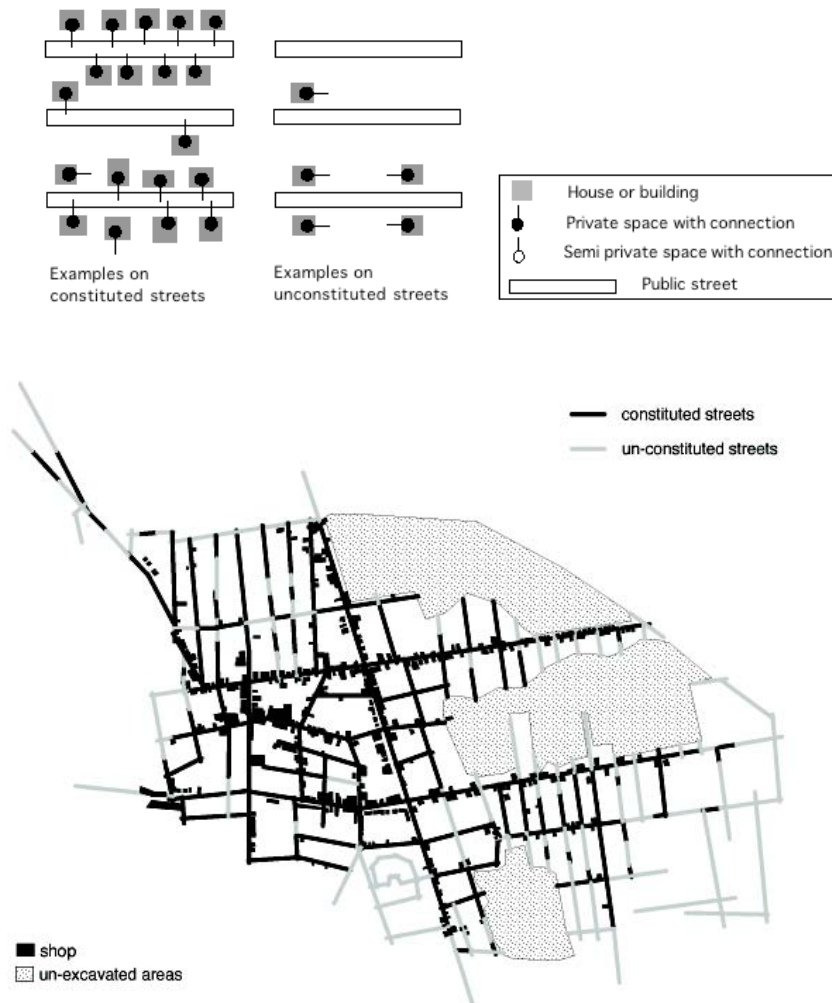 House or building
Private space with connection
Semi private space with connection
Public street
Examples on
constituted streets
Examples on
unconstituted streets
constituted streets
un-constituted streets
shop
un-excavated areas